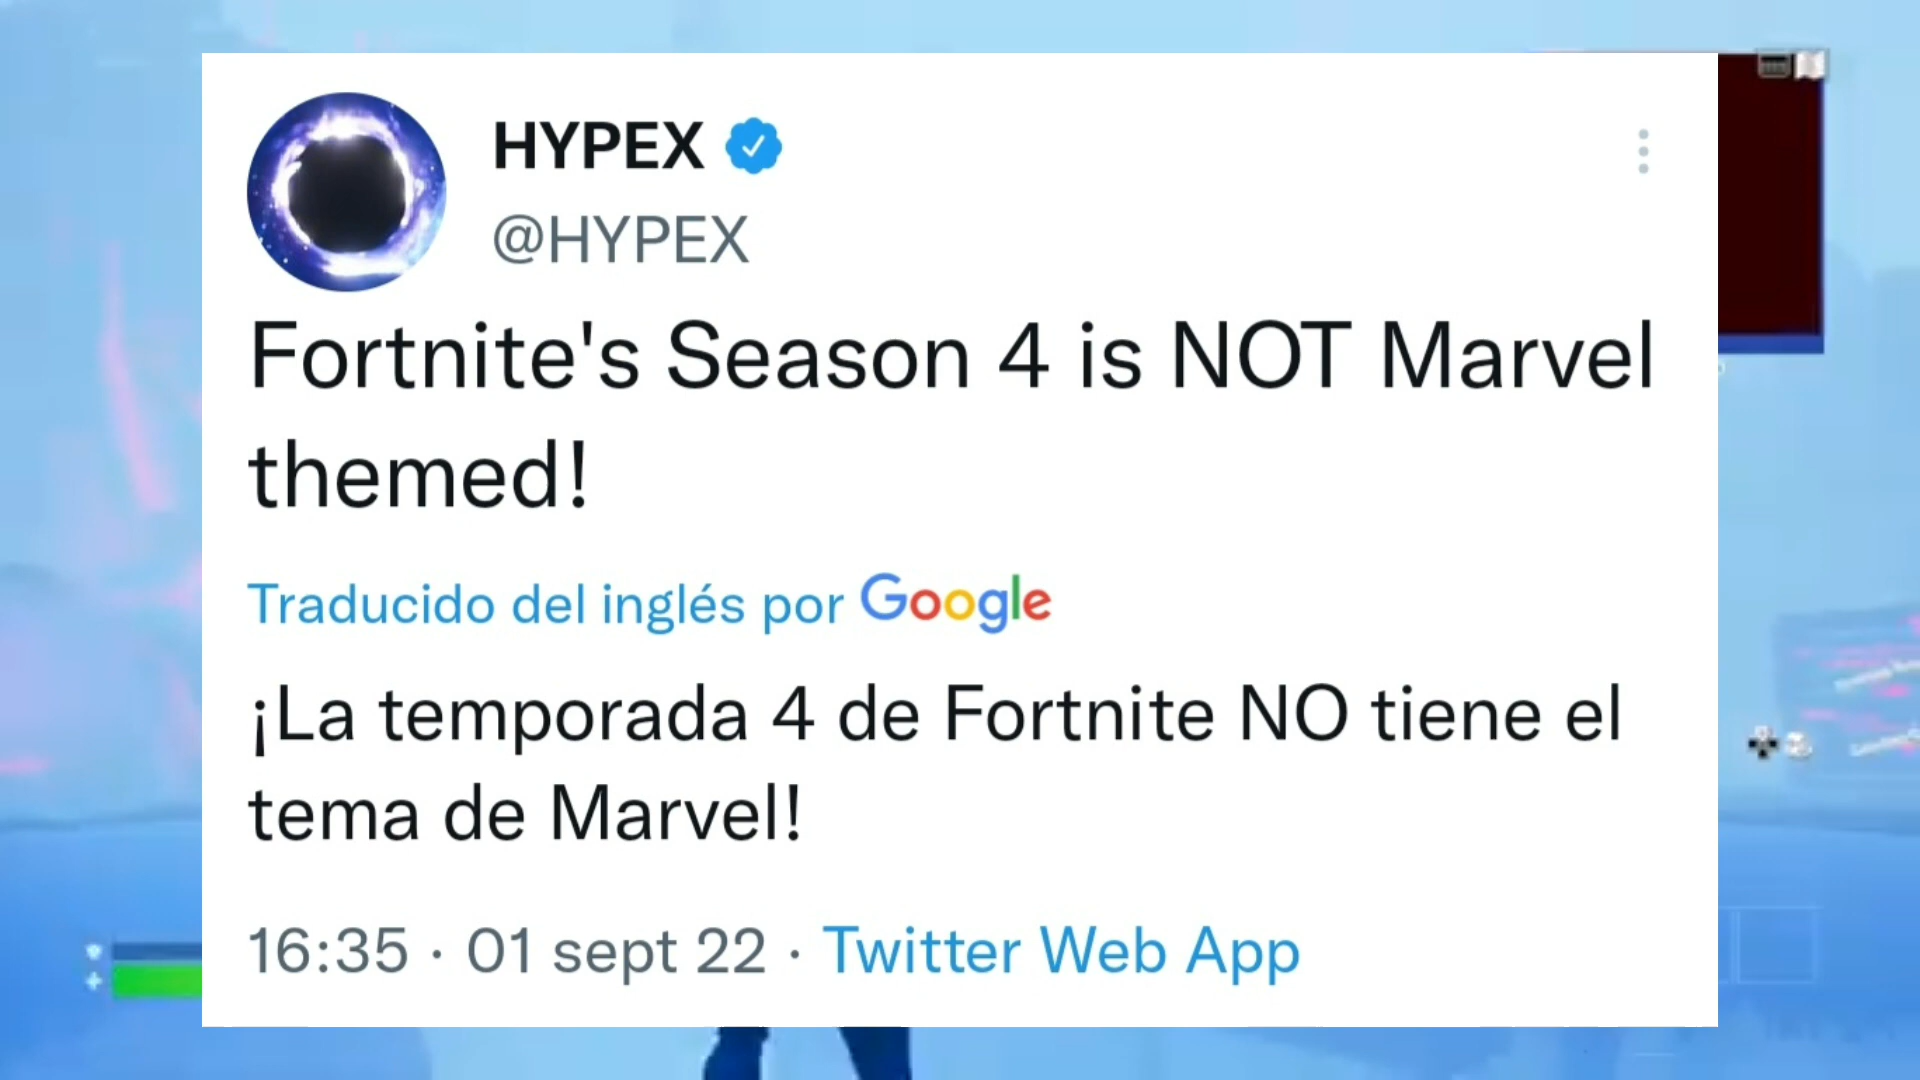 HYPEX
@HYPEX
Fortnite's Season 4 is NOT Marvel
themed!
Traducido del inglés por Google
¡La temporada 4 de Fortnite NO tiene el
tema de Marvel!
16:35 · 01 sept 22 · Twitter Web App